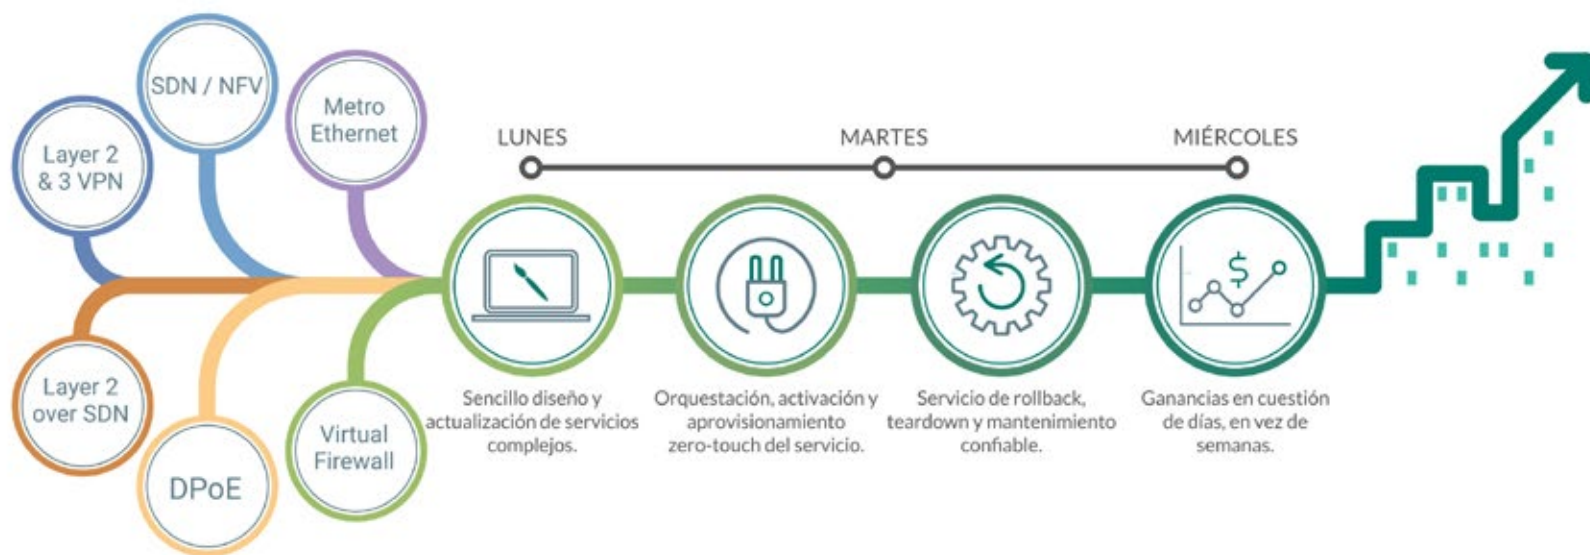 SDN / NFV
Metro
Ethernet
Layer 2
& 3 VPN
Layer 2
over SDN
DPoE
Virtual
Firewall
LUNES
MARTES
MIÉRCOLES
$
Sencillo diseño y
actualización de servicios
complejos.
Orquestación, activación y
aprovisionamiento
zero-touch del servicio.
Servicio de rollback,
teardown y mantenimiento
confiable.
Ganancias en cuestión
de días, en vez de
semanas.